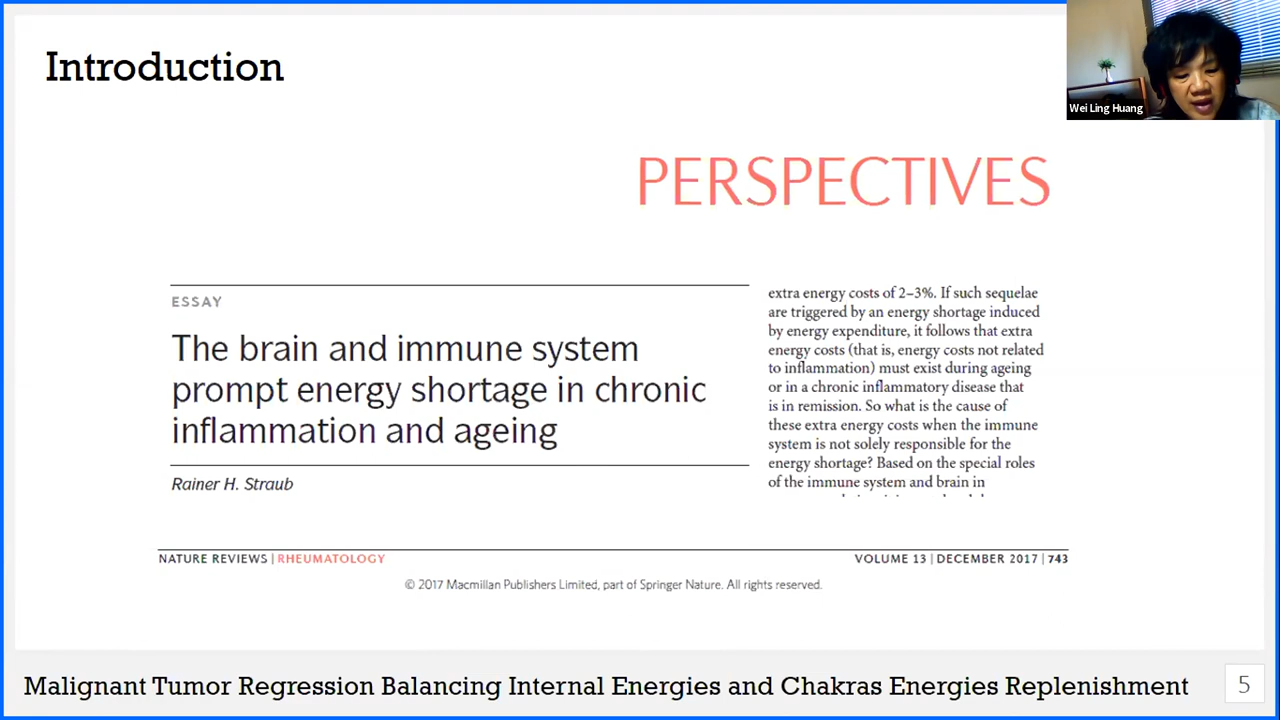 Introduction
Wei Ling Huang
PERSPECTIVES
ESSAY
The brain and immune system
prompt energy shortage in chronic
inflammation and ageing
Rainer H. Straub
extra energy costs of 2–3%. If such sequelae
are triggered by an energy shortage induced
by energy expenditure, it follows that extra
energy costs (that is, energy costs not related
to inflammation) must exist during ageing
or in a chronic inflammatory disease that
is in remission. So what is the cause of
these extra energy costs when the immune
system is not solely responsible for the
energy shortage? Based on the special roles
of the immune system and brain in
NATURE REVIEWS | RHEUMATOLOGY
VOLUME 13 | DECEMBER 2017 | 743
© 2017 Macmillan Publishers Limited, part of Springer Nature. All rights reserved.
Malignant Tumor Regression Balancing Internal Energies and Chakras Energies Replenishment
5